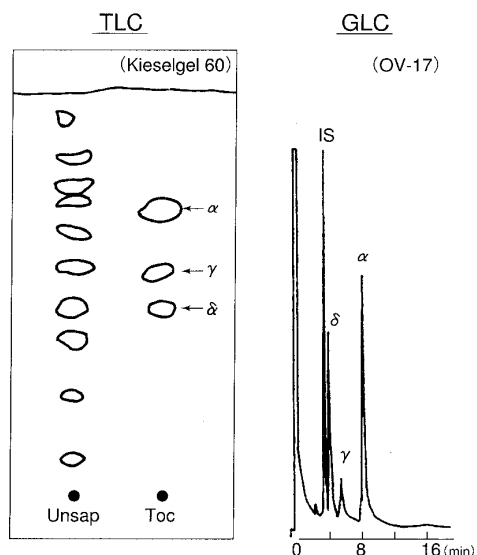 TLC
(Kieselgel 60)
α
γ
δ
Unsap Toc
GLC
(OV-17)
IS
α
δ
γ
0 8 16 (min)